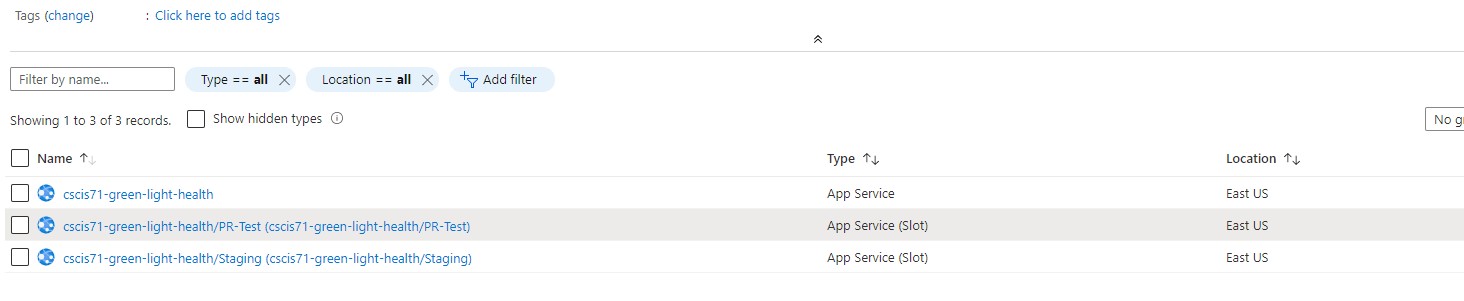 Tags (change) : Click here to add tags
Filter by name... Type == all Location == all Add filter
Showing 1 to 3 of 3 records. Show hidden types No
Name Type Location
cscis71-green-light-health App Service East US
cscis71-green-light-health/PR-Test (cscis71-green-light-health/PR-Test) App Service (Slot) East US
cscis71-green-light-health/Staging (cscis71-green-light-health/Staging) App Service (Slot) East US